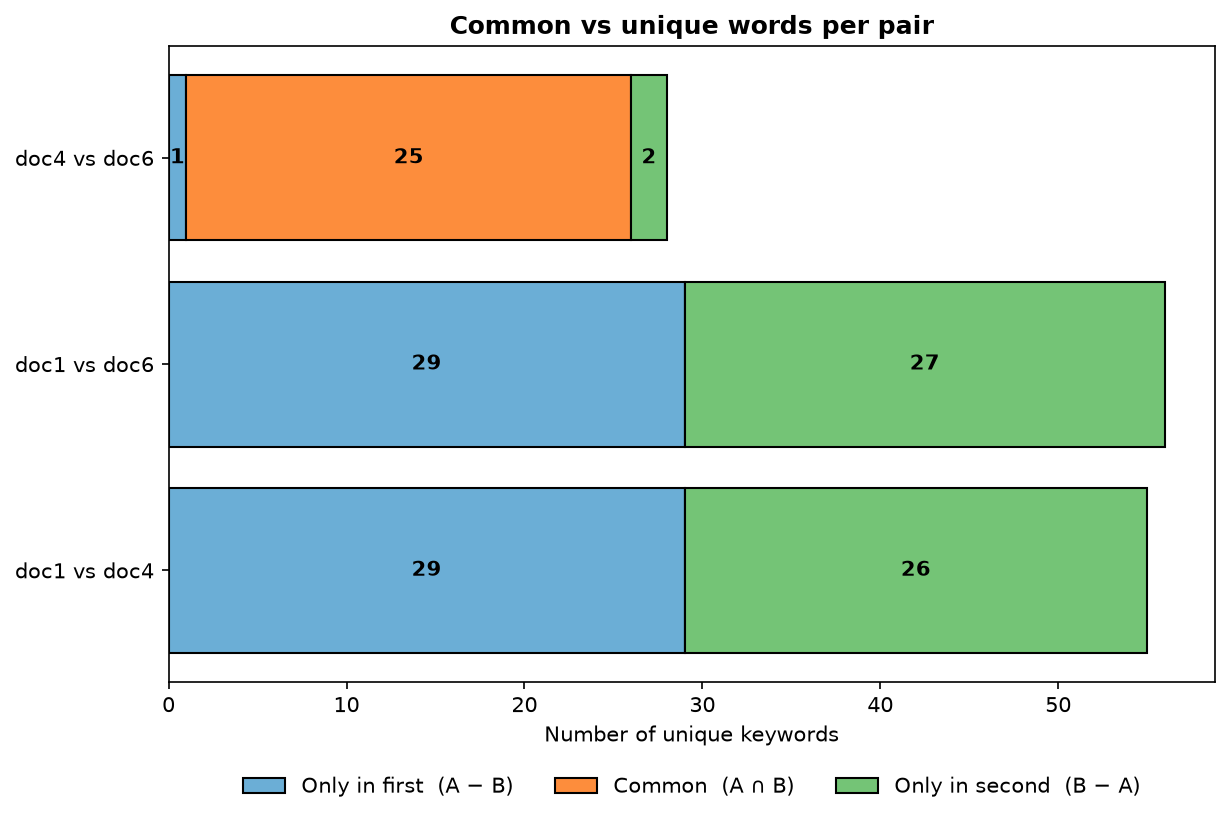 Common vs unique words per pair
doc4 vs doc6
1
25
2
doc1 vs doc6
29
27
doc1 vs doc4
29
26
0
10
20
30
40
50
Number of unique keywords
Only in first  (A − B)
Common  (A ∩ B)
Only in second  (B − A)